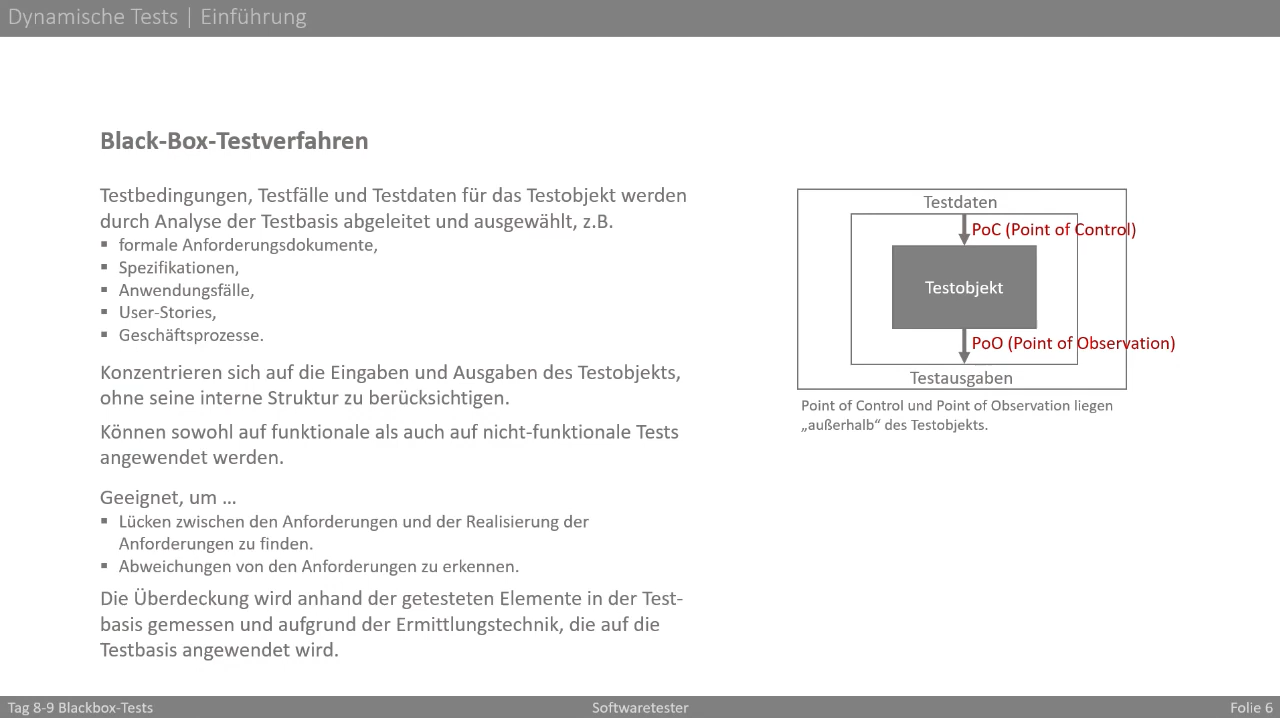 Dynamische Tests | Einführung
Black-Box-Testverfahren
Testbedingungen, Testfälle und Testdaten für das Testobjekt werden
durch Analyse der Testbasis abgeleitet und ausgewählt, z.B.
▪ formale Anforderungsdokumente,
▪ Spezifikationen,
▪ Anwendungsfälle,
▪ User-Stories,
▪ Geschäftsprozesse.
Konzentrieren sich auf die Eingaben und Ausgaben des Testobjekts,
ohne seine interne Struktur zu berücksichtigen.
Können sowohl auf funktionale als auch auf nicht-funktionale Tests
angewendet werden.
Geeignet, um …
▪ Lücken zwischen den Anforderungen und der Realisierung der
Anforderungen zu finden.
▪ Abweichungen von den Anforderungen zu erkennen.
Die Überdeckung wird anhand der getesteten Elemente in der Test-
basis gemessen und aufgrund der Ermittlungstechnik, die auf die
Testbasis angewendet wird.
Testdaten
PoC (Point of Control)
Testobjekt
PoO (Point of Observation)
Testausgaben
Point of Control und Point of Observation liegen
„außerhalb“ des Testobjekts.
Tag 8-9 Blackbox-Tests
Softwaretester
Folie 6